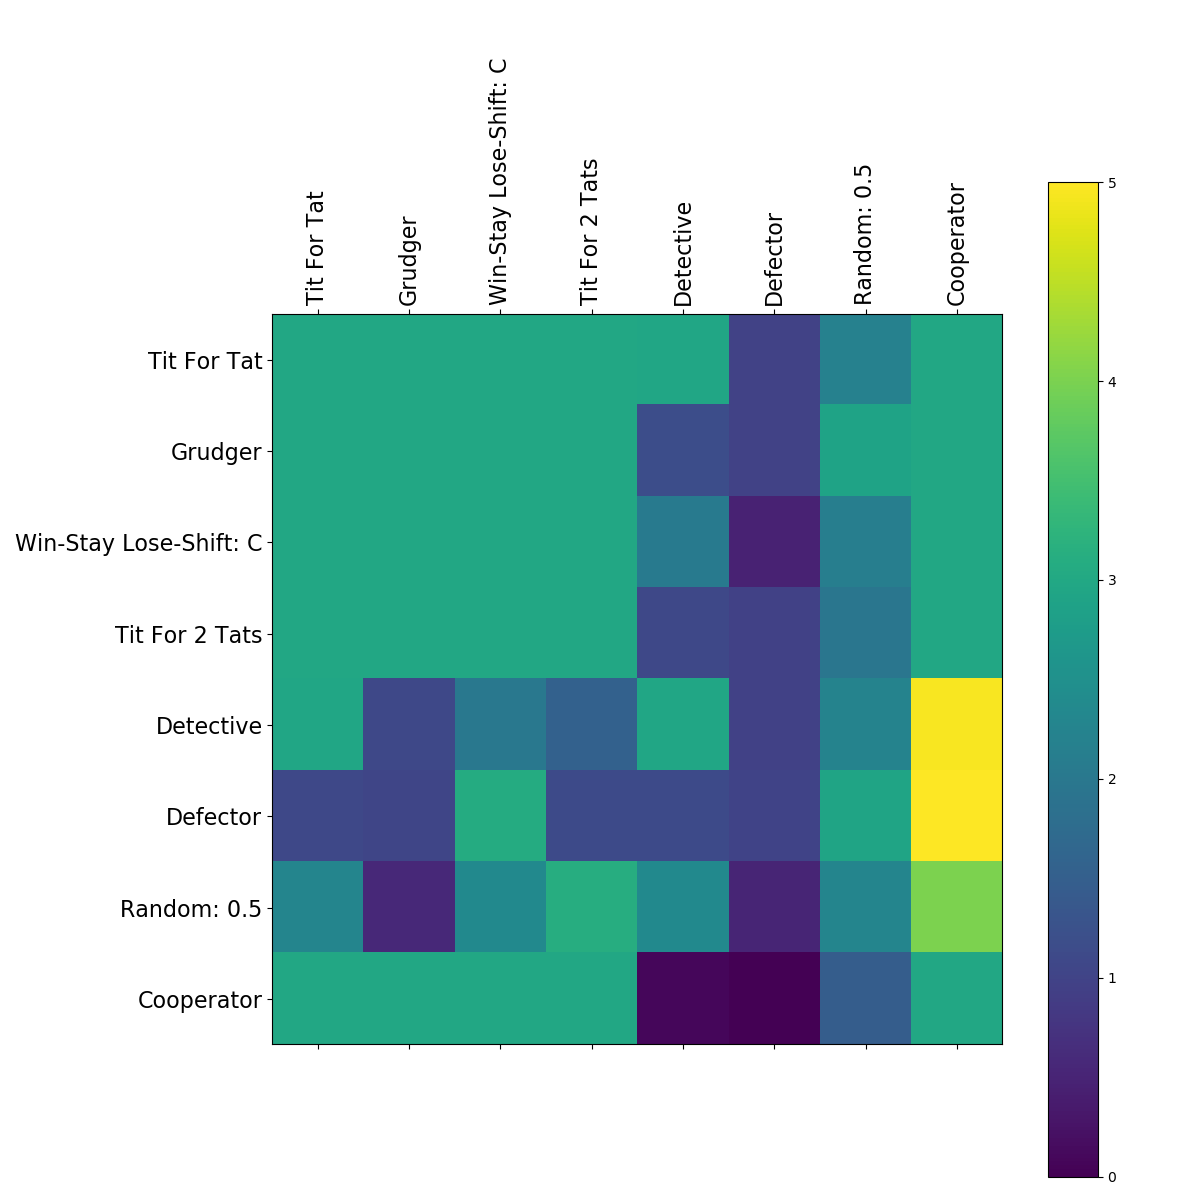 Tit For Tat
Grudger
Win-Stay Lose-Shift: C
Tit For 2 Tats
Detective
Defector
Random: 0.5
Cooperator
Tit For Tat
Grudger
Win-Stay Lose-Shift: C
Tit For 2 Tats
Detective
Defector
Random: 0.5
Cooperator
5
4
3
2
1
0